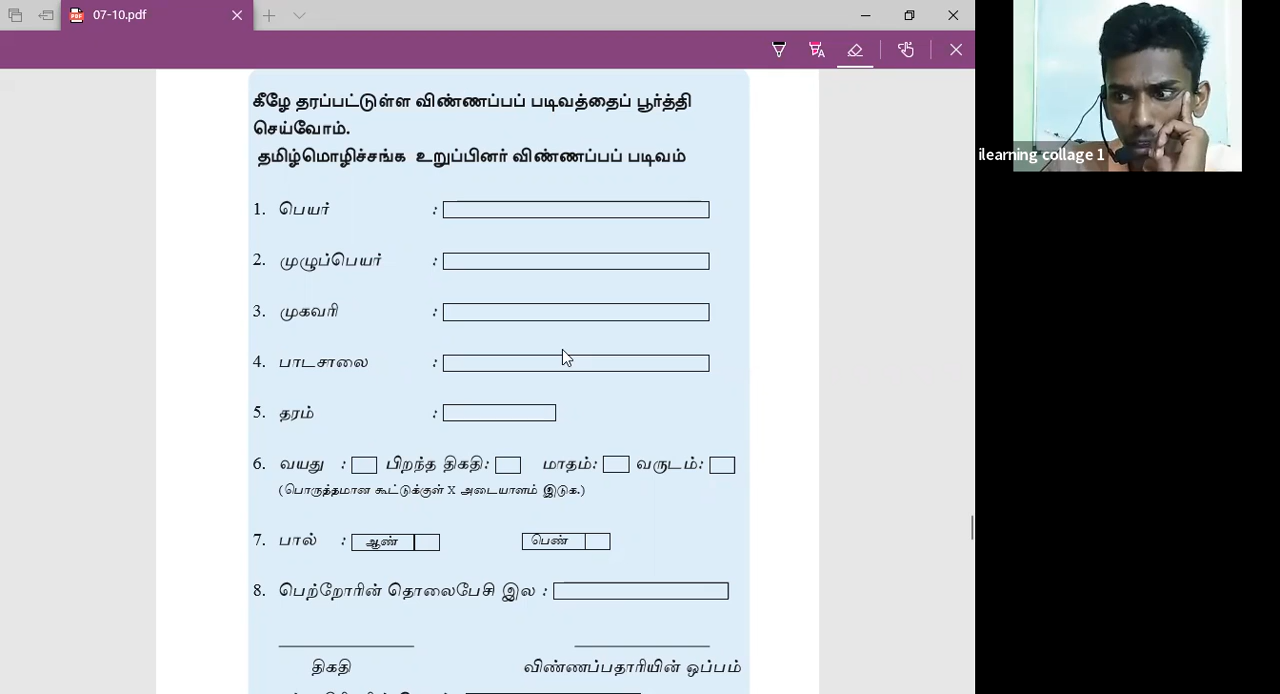 07-10.pdf
ilearning collage 1
கீழே தரப்பட்டுள்ள விண்ணப்பப் படிவத்தைப் பூர்த்தி
செய்வோம்.
தமிழ்மொழிச்சங்க உறுப்பினர் விண்ணப்பப் படிவம்
1. பெயர் :
2. முழுப்பெயர் :
3. முகவரி :
4. பாடசாலை :
5. தரம் :
6. வயது : பிறந்த திகதி: மாதம்: வருடம்:
(பொருத்தமான கூட்டுக்குள் X அடையாளம் இடுக.)
7. பால் : ஆண் பெண்
8. பெற்றோரின் தொலைபேசி இல :
திகதி விண்ணப்பதாரியின் ஒப்பம்